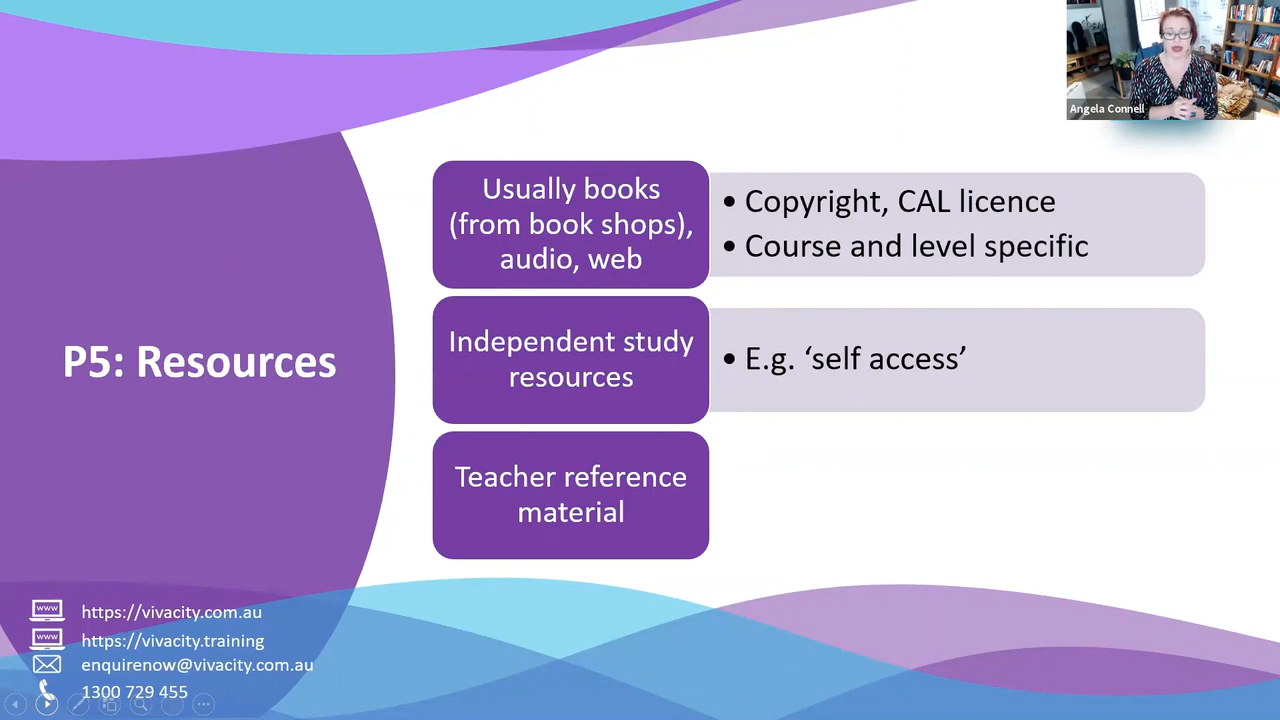 Angela Connell
Usually books
(from book shops),
audio, web
• Copyright, CAL licence
• Course and level specific
P5: Resources
Independent study
resources
• E.g. ‘self access’
Teacher reference
material
www https://vivacity.com.au
www https://vivacity.training
enquirenow@vivacity.com.au
1300 729 455